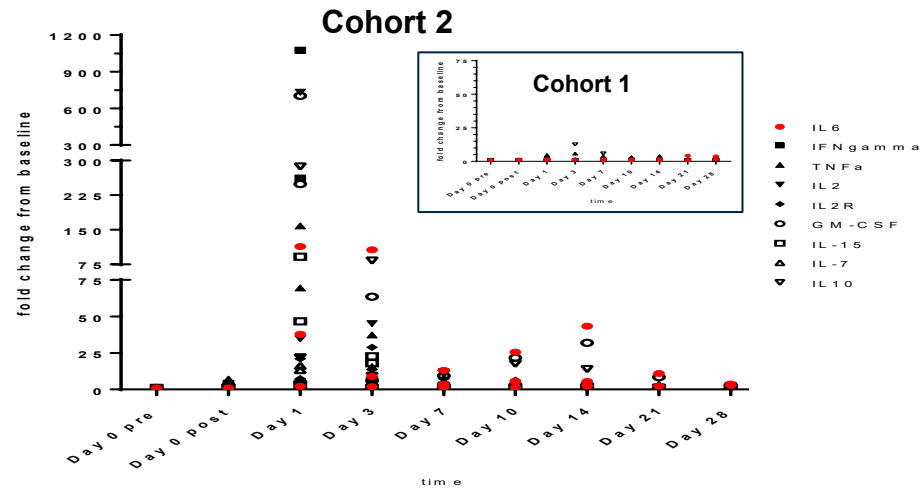 Cohort 2
fold change from baseline
1200
900
600
300
300
225
150
75
75
50
25
0
Day 0 pre
Day 0 post
Day 1
Day 3
Day 7
Day 10
Day 14
Day 21
Day 28
time
Cohort 1
fold change from baseline
75
50
25
0
Day 0 Pre
Day 0 Post
Day 1
Day 3
Day 7
Day 10
Day 14
Day 21
Day 28
time
IL6
IFNgamma
TNFa
IL2
IL2R
GM-CSF
IL-15
IL-7
IL10